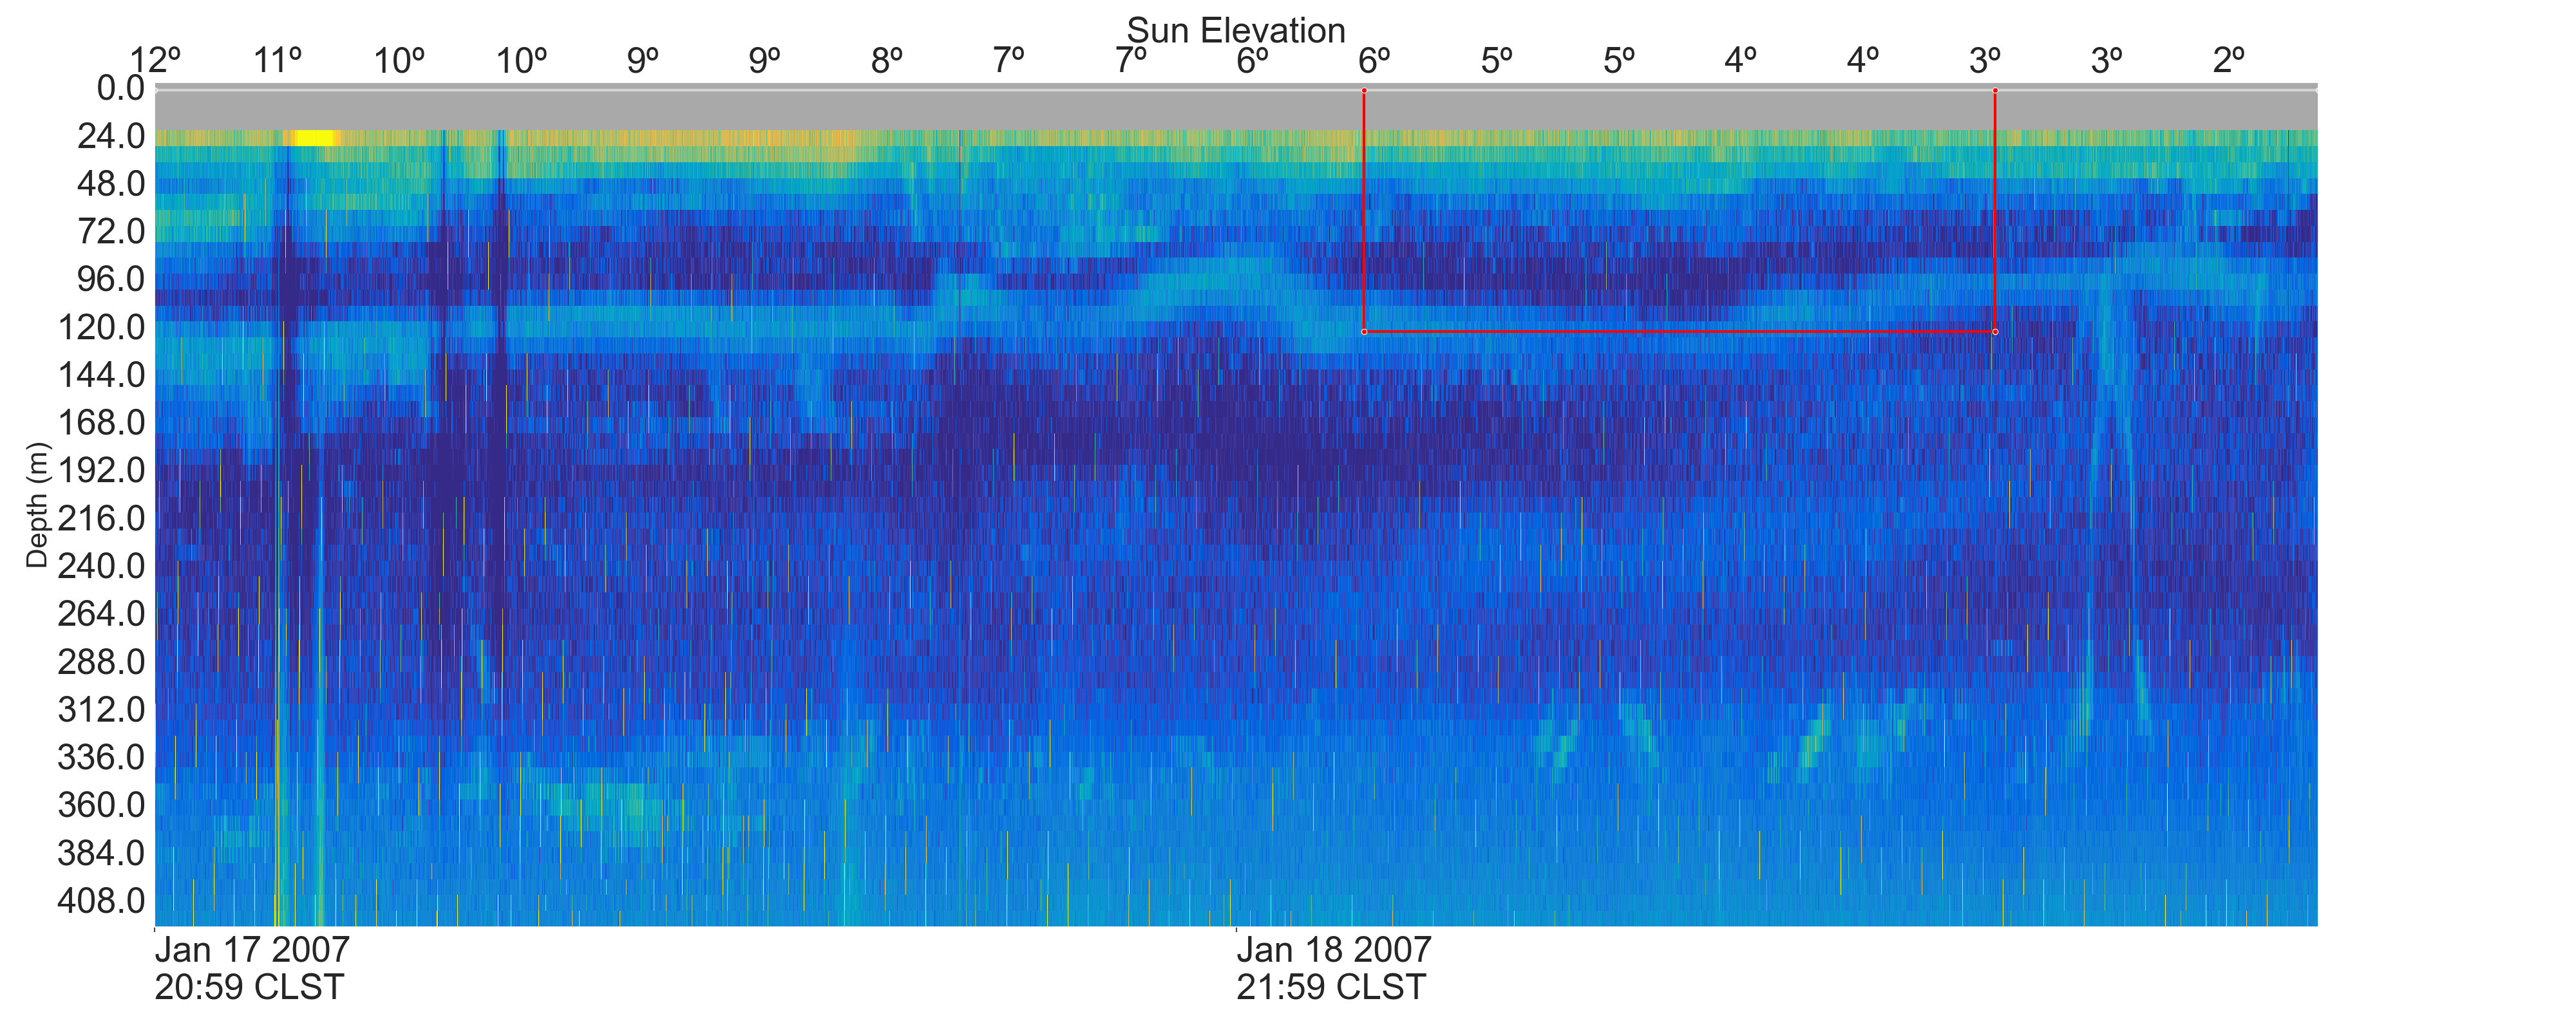 Sun Elevation
12º 11º 10º 10º 9º 9º 8º 7º 7º 6º 6º 5º 5º 4º 4º 3º 3º 2º
0.0
24.0
48.0
72.0
96.0
120.0
144.0
168.0
192.0
216.0
240.0
264.0
288.0
312.0
336.0
360.0
384.0
408.0
Depth (m)
Jan 17 2007
20:59 CLST
Jan 18 2007
21:59 CLST